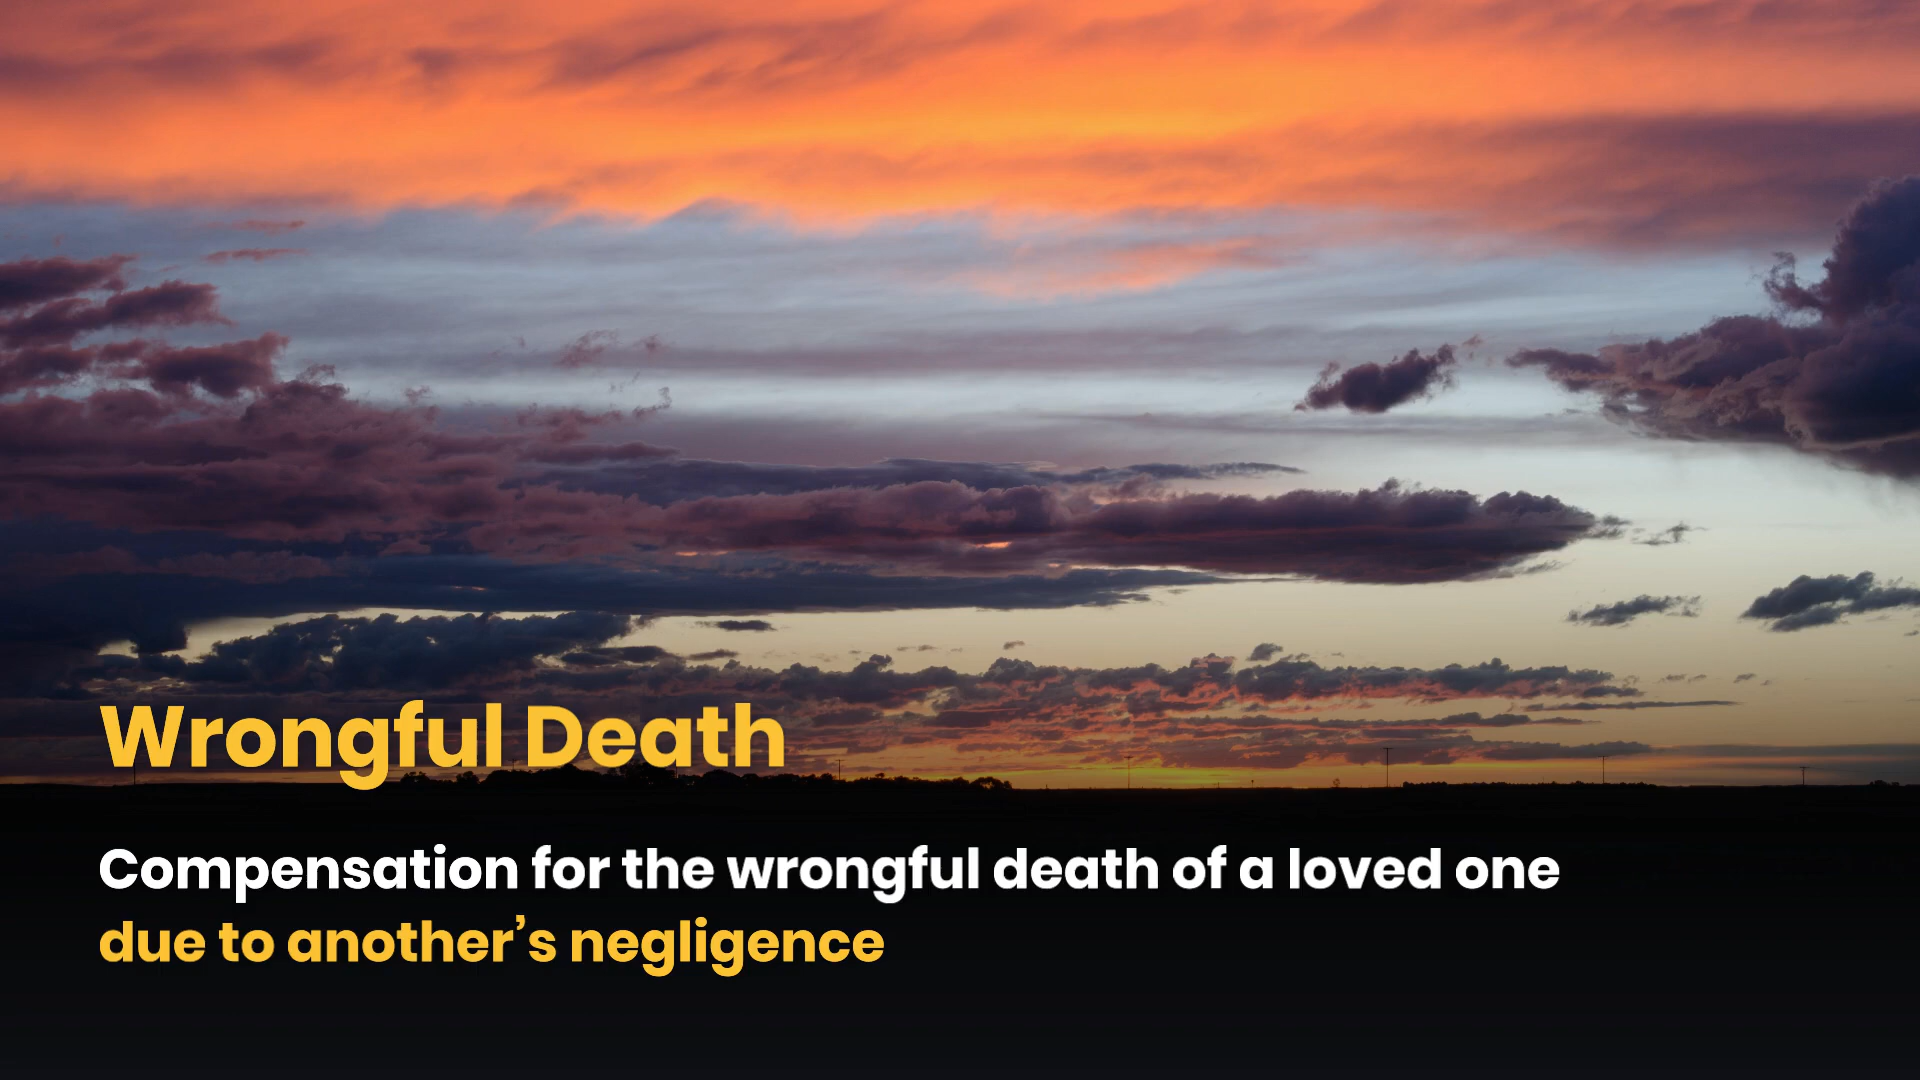 Wrongful Death
Compensation for the wrongful death of a loved one
due to another’s negligence